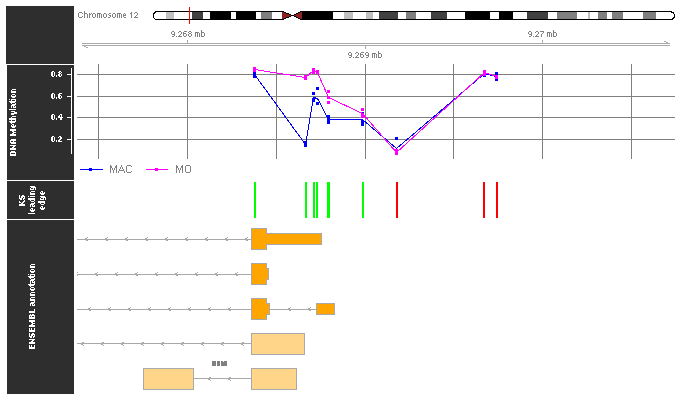 Chromosome 12
9.268 mb
9.27 mb
9.269 mb
DNA Methylation
0.8
0.6
0.4
0.2
MAC
MO
KS
leading
edge
ENSEMBL annotation